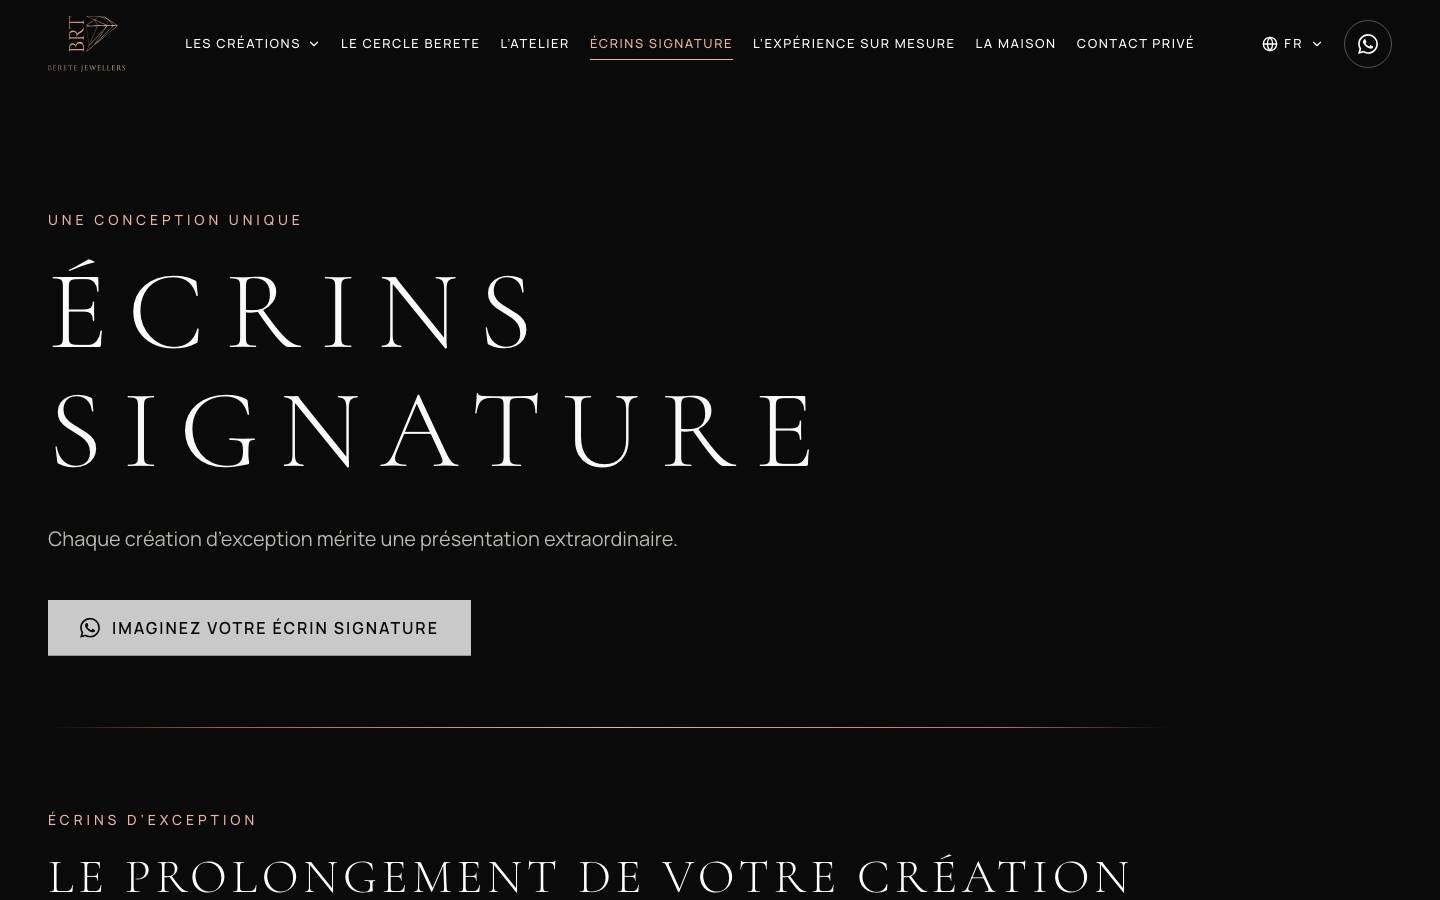 BRT
BERETE JEWELLERS
LES CRÉATIONS
LE CERCLE BERETE
L'ATELIER
ÉCRINS SIGNATURE
L'EXPÉRIENCE SUR MESURE
LA MAISON
CONTACT PRIVÉ
FR
UNE CONCEPTION UNIQUE
ÉCRINS
SIGNATURE
Chaque création d'exception mérite une présentation extraordinaire.
IMAGINEZ VOTRE ÉCRIN SIGNATURE
ÉCRINS D'EXCEPTION
LE PROLONGEMENT DE VOTRE CRÉATION